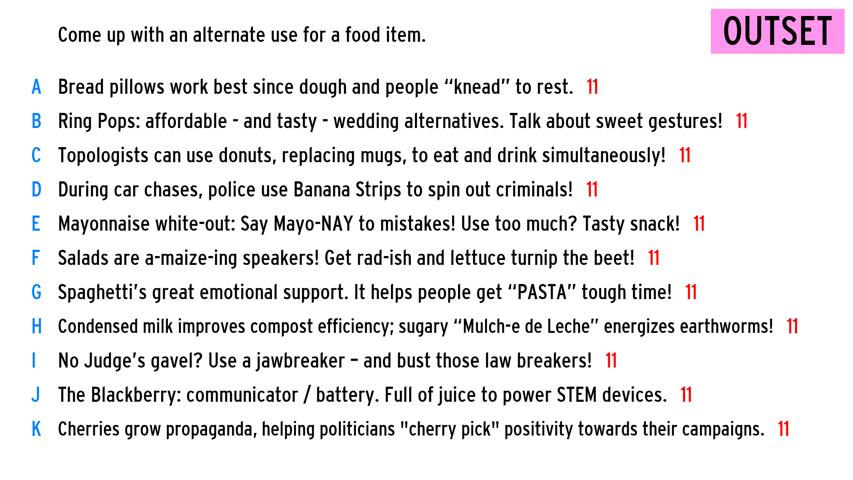 Come up with an alternate use for a food item.
OUTSET
A Bread pillows work best since dough and people “knead” to rest. 11
B Ring Pops: affordable - and tasty - wedding alternatives. Talk about sweet gestures! 11
C Topologists can use donuts, replacing mugs, to eat and drink simultaneously! 11
D During car chases, police use Banana Strips to spin out criminals! 11
E Mayonnaise white-out: Say Mayo-NAY to mistakes! Use too much? Tasty snack! 11
F Salads are a-maize-ing speakers! Get rad-ish and lettuce turnip the beet! 11
G Spaghetti’s great emotional support. It helps people get “PASTA” tough time! 11
H Condensed milk improves compost efficiency; sugary “Mulch-e de Leche” energizes earthworms! 11
I No Judge’s gavel? Use a jawbreaker – and bust those law breakers! 11
J The Blackberry: communicator / battery. Full of juice to power STEM devices. 11
K Cherries grow propaganda, helping politicians "cherry pick" positivity towards their campaigns. 11